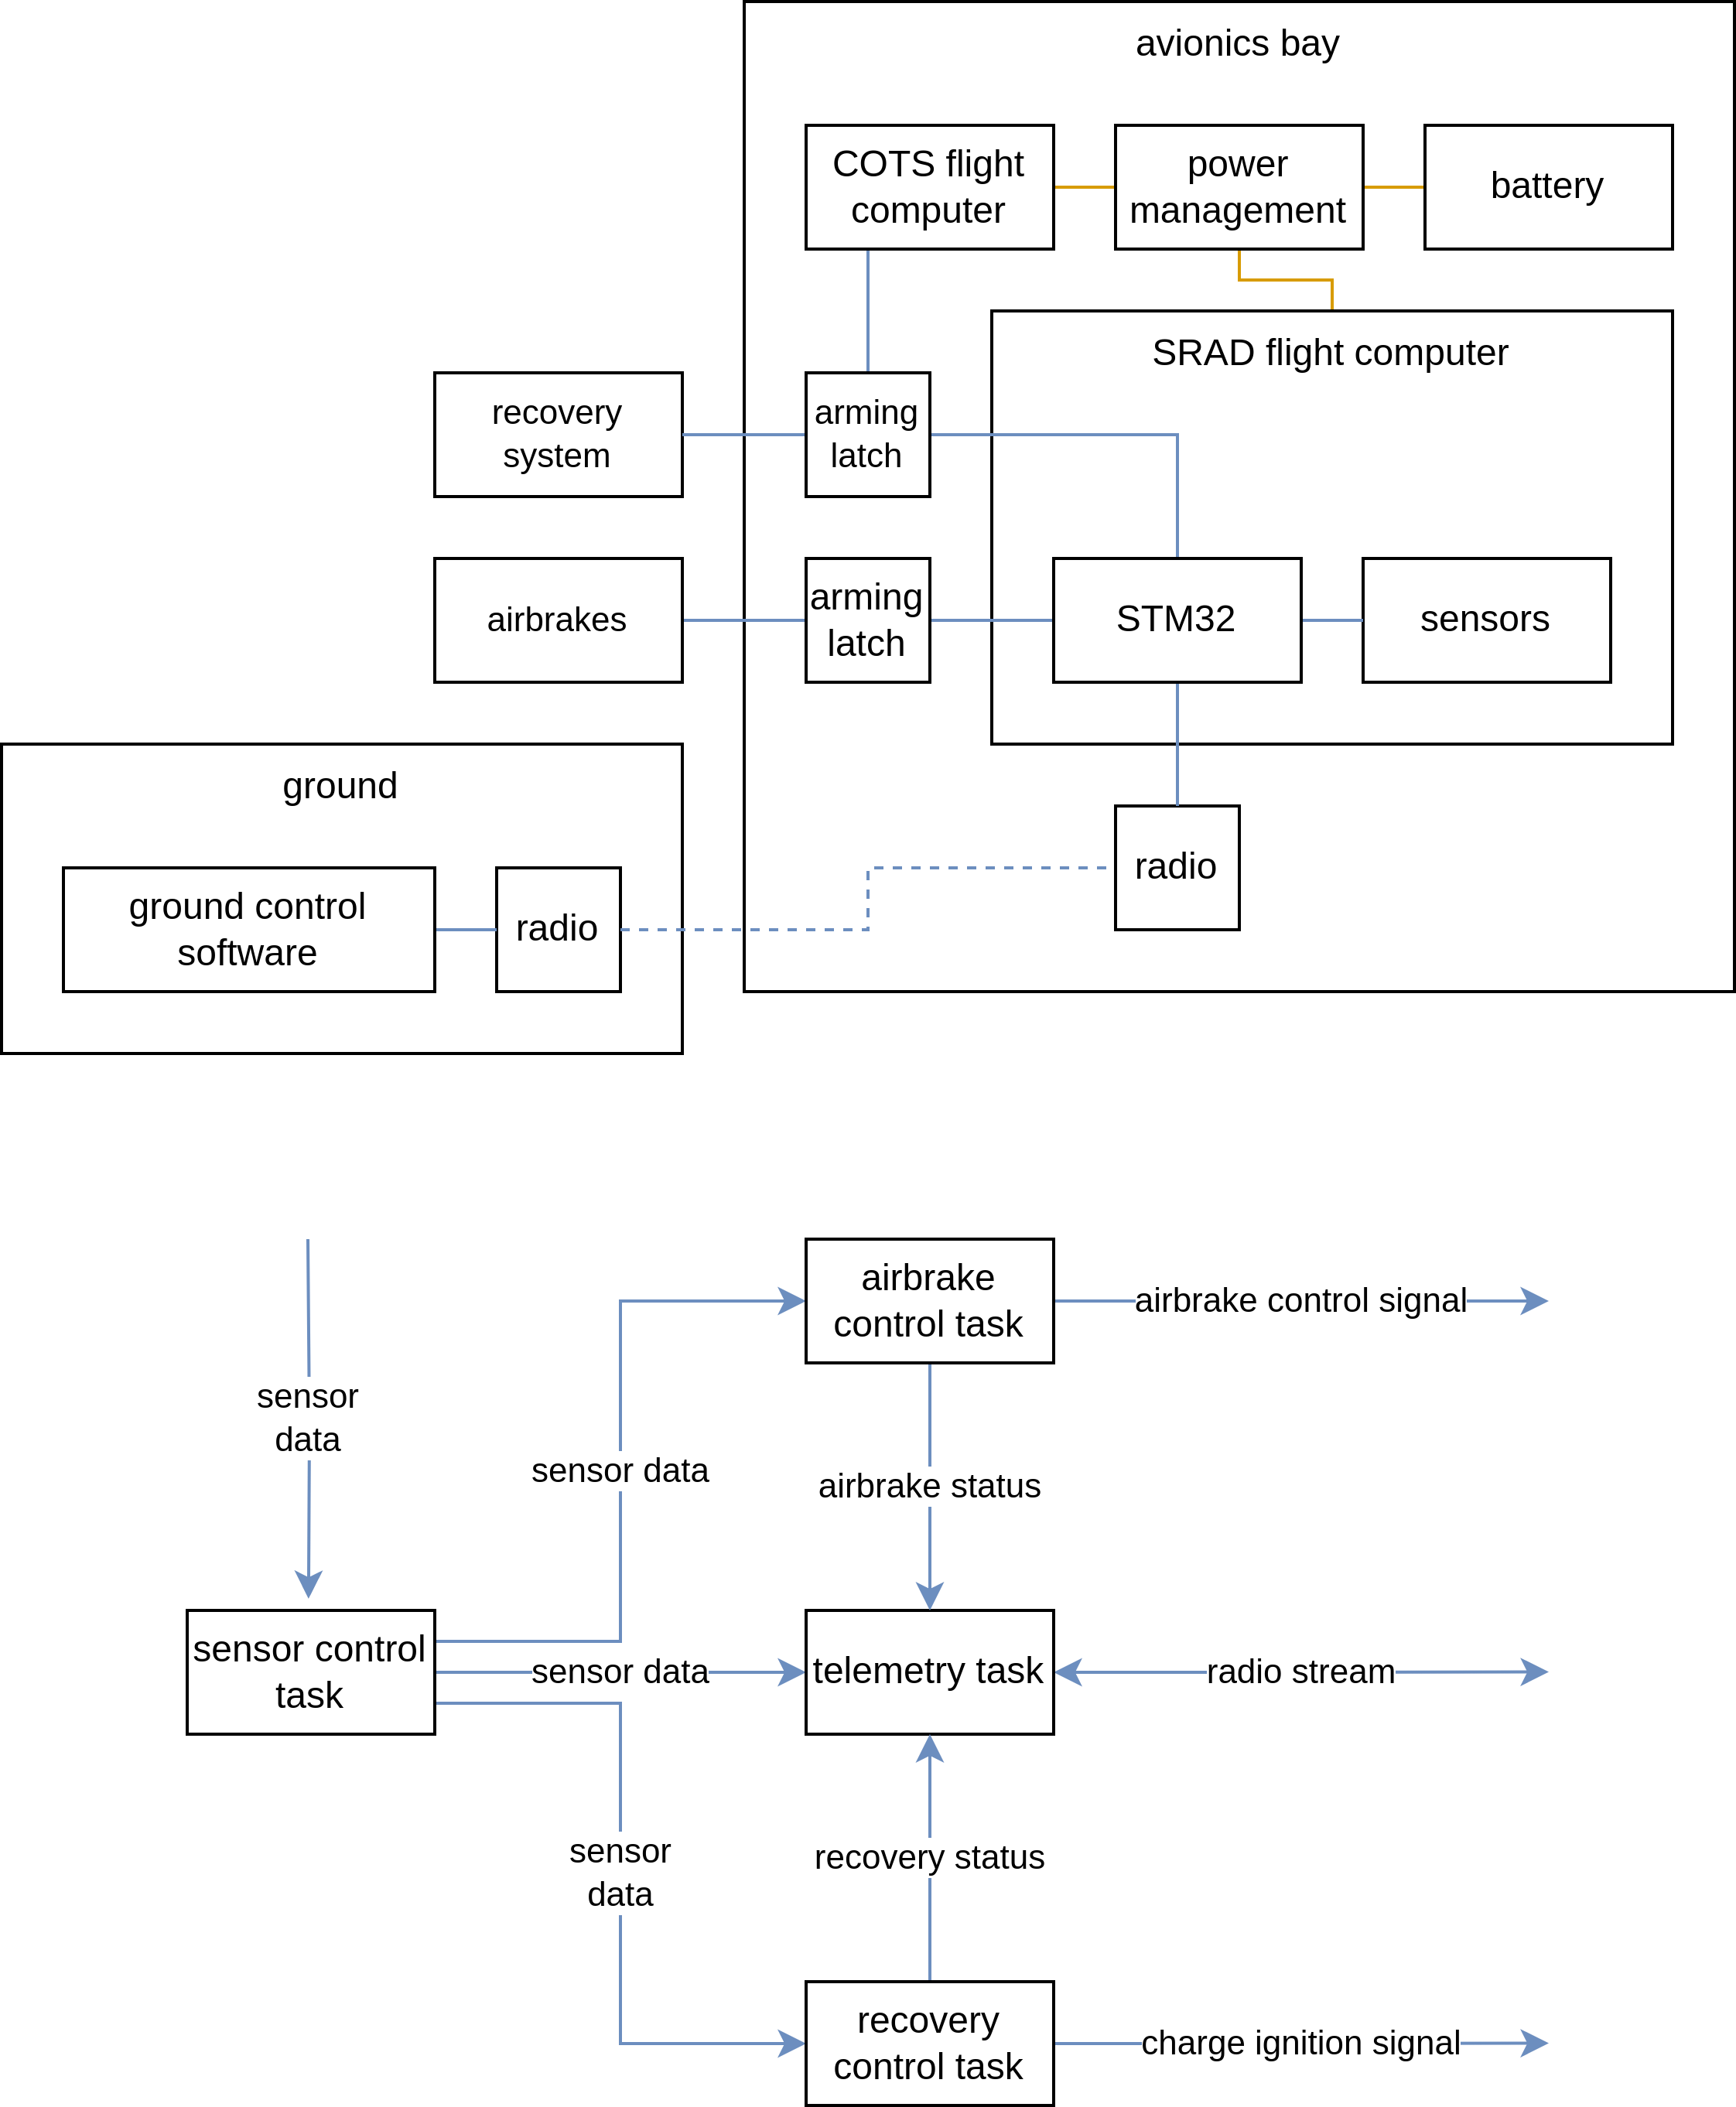 avionics bay
COTS flight
computer
power
management
battery
SRAD flight computer
recovery
system
arming
latch
airbrakes
arming
latch
STM32
sensors
ground
ground control
software
radio
radio
airbrake
control task
airbrake control signal
sensor
data
sensor data
airbrake status
sensor control
task
sensor data
telemetry task
radio stream
sensor
data
recovery status
recovery
control task
charge ignition signal